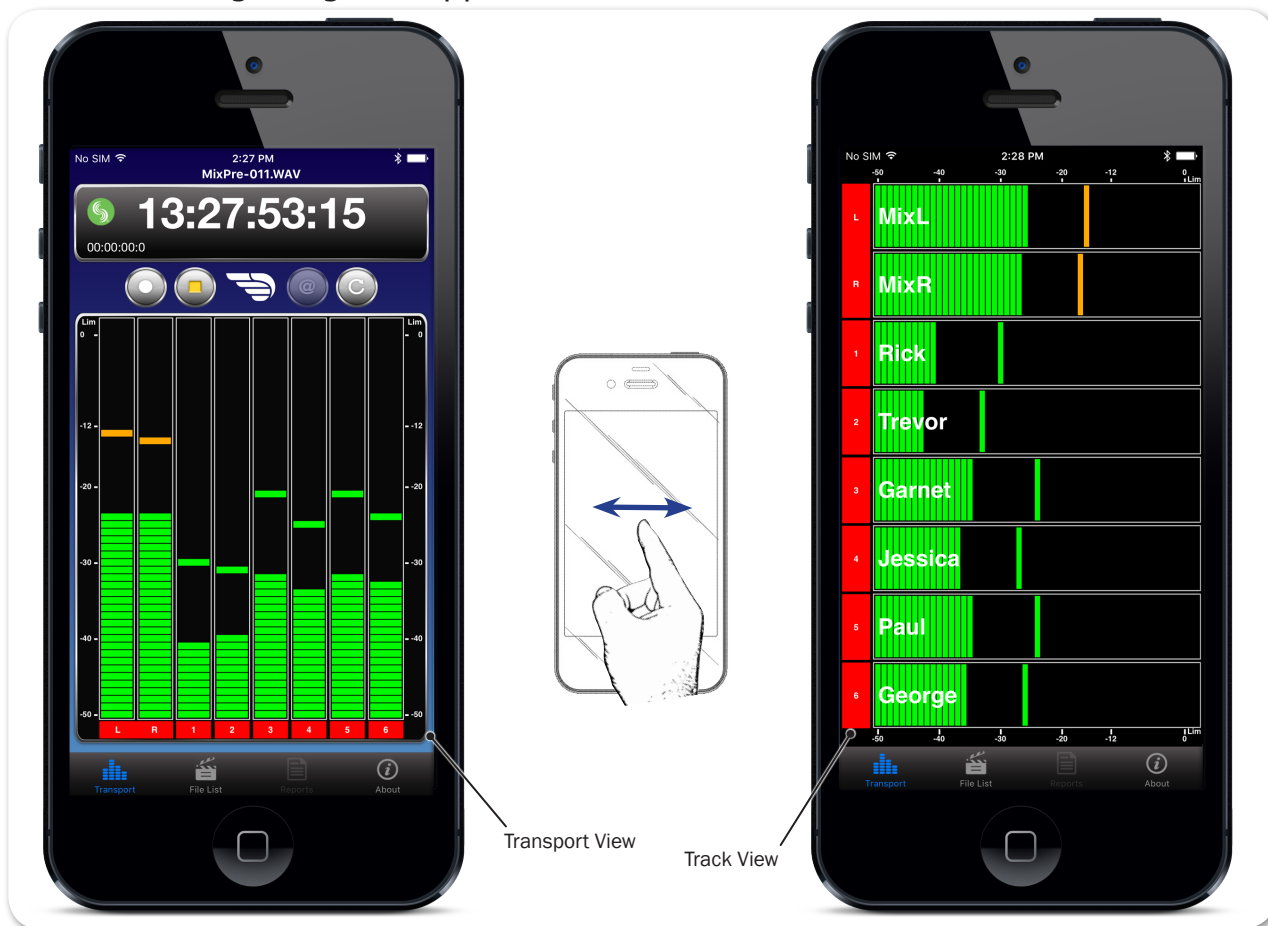 No SIM 2:27 PM
MixPre-011.WAV
13:27:53:15
00:00:00:0
@
Lim Lim
0 - - 0
-12 - - -12
-20 - - -20
-30 - - -30
-40 - - -40
-50 - - -50
L R 1 2 3 4 5 6
Transport File List Reports About
Transport View
No SIM 2:28 PM
-50 -40 -30 -20 -12 0 Lim
L MixL
R MixR
1 Rick
2 Trevor
3 Garnet
4 Jessica
5 Paul
6 George
-50 -40 -30 -20 -12 0 Lim
Transport File List Reports About
Track View